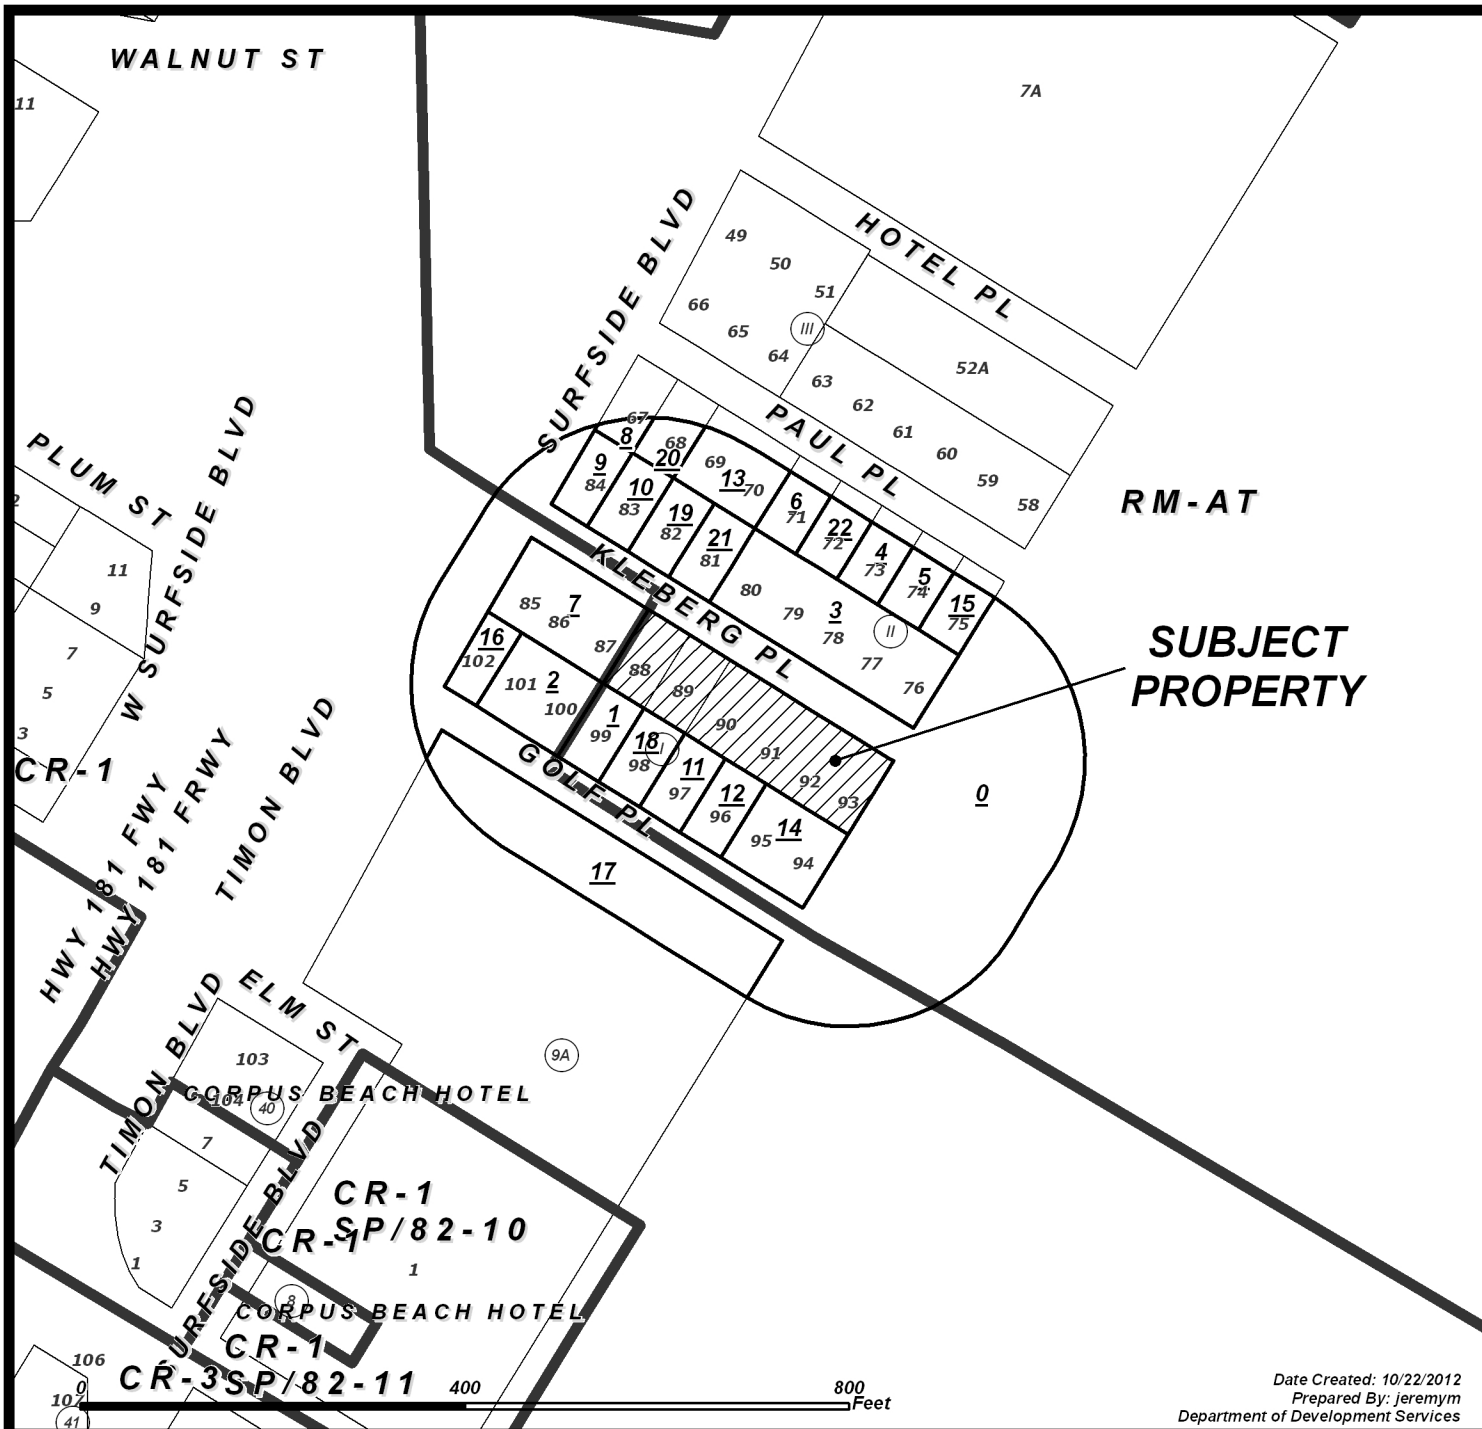 WALNUT ST
11
7A
HOTEL PL
SURFSIDE BLVD
49
50
51
66
65
64
III
63
62
61
60
59
58
52A
PAUL PL
RM-AT
PLUM ST
W SURFSIDE BLVD
2
11
9
7
5
3
CR-1
67
8
68
20
69
13
70
6
71
22
72
4
73
5
74
15
75
9
84
10
83
19
82
21
81
80
79
3
78
II
77
76
KLEBERG PL
SUBJECT
PROPERTY
85
7
86
87
88
89
90
91
92
93
16
102
101
2
100
1
99
18
98
I
11
97
12
96
14
95
94
0
GOLF PL
17
TIMON BLVD
HWY 181 FWY
HWY 181 FRWY
TIMON BLVD
ELM ST
103
104
40
CORPUS BEACH HOTEL
9A
7
5
3
1
SURFSIDE BLVD
CR-1
SP/82-10
CR-1
1
8
CORPUS BEACH HOTEL
CR-1
SP/82-11
CR-3
106
107
41
0
400
800
Feet
Date Created: 10/22/2012
Prepared By: jeremym
Department of Development Services